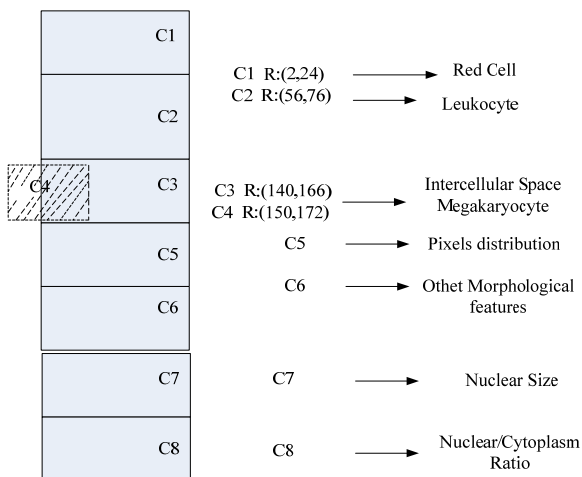 C1
C2
C4
C3
C5
C6
C7
C8
C1 R:(2,24)
Red Cell
C2 R:(56,76)
Leukocyte
C3 R:(140,166)
C4 R:(150,172)
Intercellular Space
Megakaryocyte
C5
Pixels distribution
C6
Othet Morphological
features
C7
Nuclear Size
C8
Nuclear/Cytoplasm
Ratio